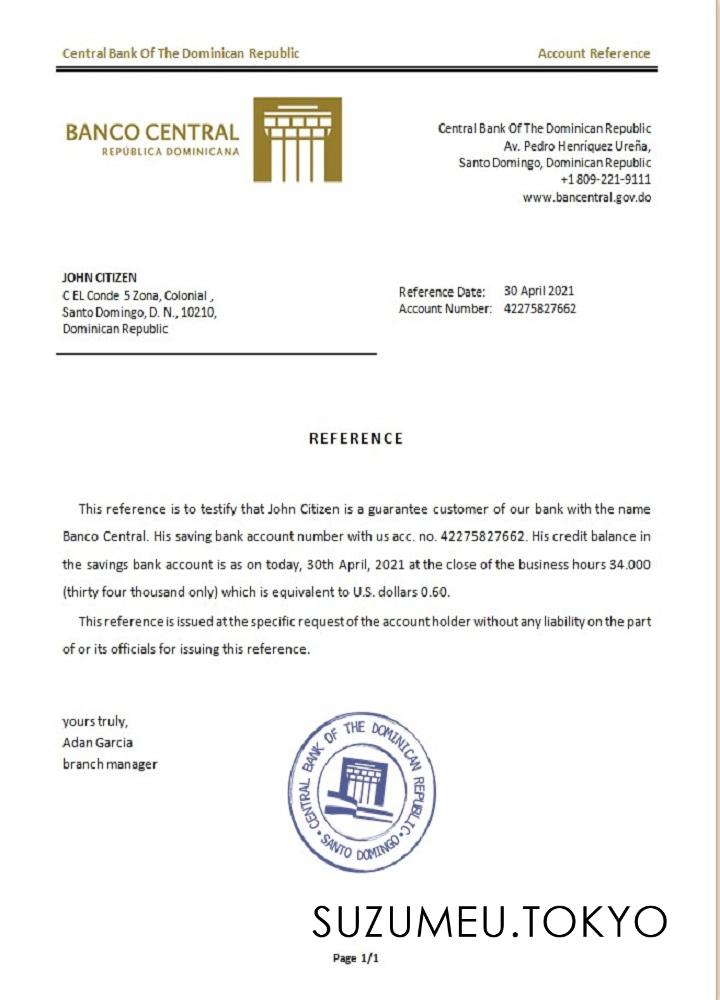 Central Bank Of The Dominican Republic
Account Reference
BANCO CENTRAL
REPÚBLICA DOMINICANA
Central Bank Of The Dominican Republic
Av. Pedro Henríquez Ureña,
Santo Domingo, Dominican Republic
+1 809-221-9111
www.bancentral.gov.do
JOHN CITIZEN
C EL Conde 5 Zona, Colonial ,
Santo Domingo, D. N., 10210,
Dominican Republic
Reference Date: 30 April 2021
Account Number: 42275827662
REFERENCE
This reference is to testify that John Citizen is a guarantee customer of our bank with the name
Banco Central. His saving bank account number with us acc. no. 42275827662. His credit balance in
the savings bank account is as on today, 30th April, 2021 at the close of the business hours 34.000
(thirty four thousand only) which is equivalent to U.S. dollars 0.60.
This reference is issued at the specific request of the account holder without any liability on the part
of or its officials for issuing this reference.
yours truly,
Adan Garcia
branch manager
CENTRAL BANK OF THE DOMINICAN REPUBLIC
SANTO DOMINGO
SUZUMEU.TOKYO
Page 1/1